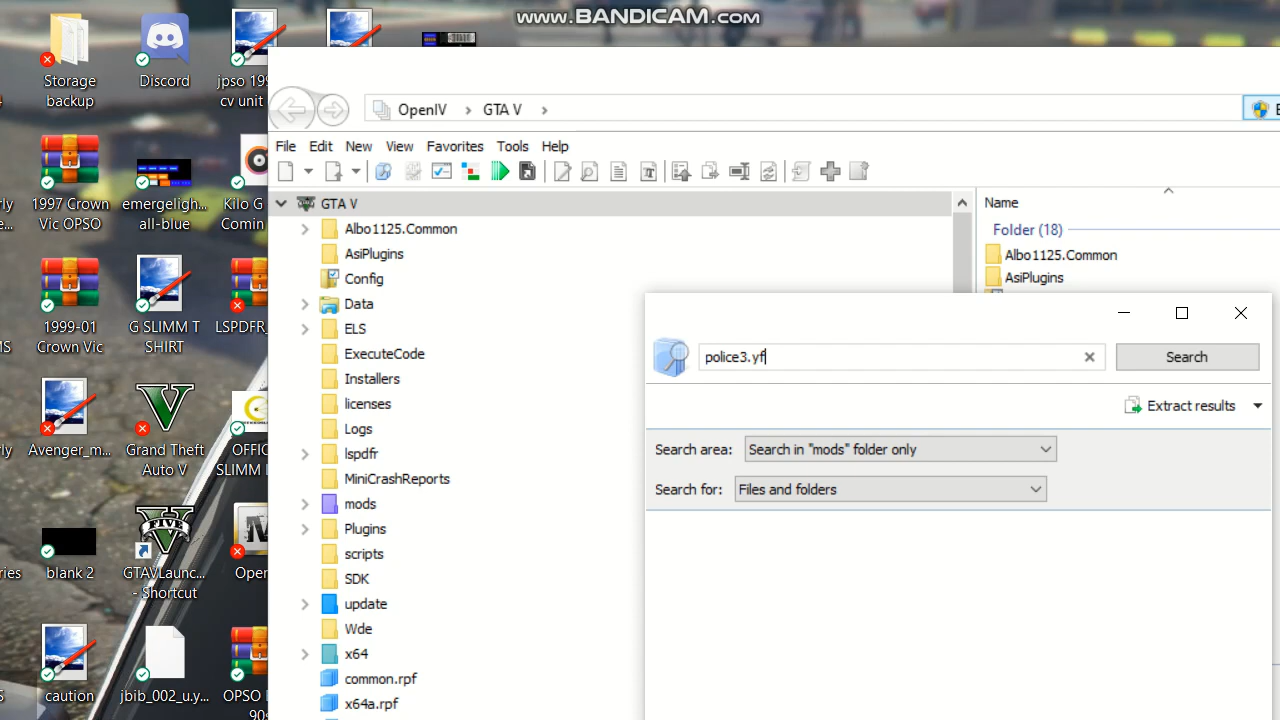 www.BANDICAM.com
Storage
backup
Discord
jpso 199
cv unit
1997 Crown
Vic OPSO
emergeligh...
all-blue
Kilo G
Comin
1999-01
Crown Vic
G SLIMM T
SHIRT
LSPDFR_
Avenger_m...
Grand Theft
Auto V
OFFIC
SLIMM
blank 2
GTAVLaunc...
- Shortcut
Open
caution
jbib_002_u.y...
OPSO
90s
OpenIV
GTA V
File Edit New View Favorites Tools Help
GTA V
Albo1125.Common
AsiPlugins
Config
Data
ELS
ExecuteCode
Installers
licenses
Logs
lspdfr
MiniCrashReports
mods
Plugins
scripts
SDK
update
Wde
x64
common.rpf
x64a.rpf
Name
Folder (18)
Albo1125.Common
AsiPlugins
police3.yf
Search
Extract results
Search area: Search in "mods" folder only
Search for: Files and folders